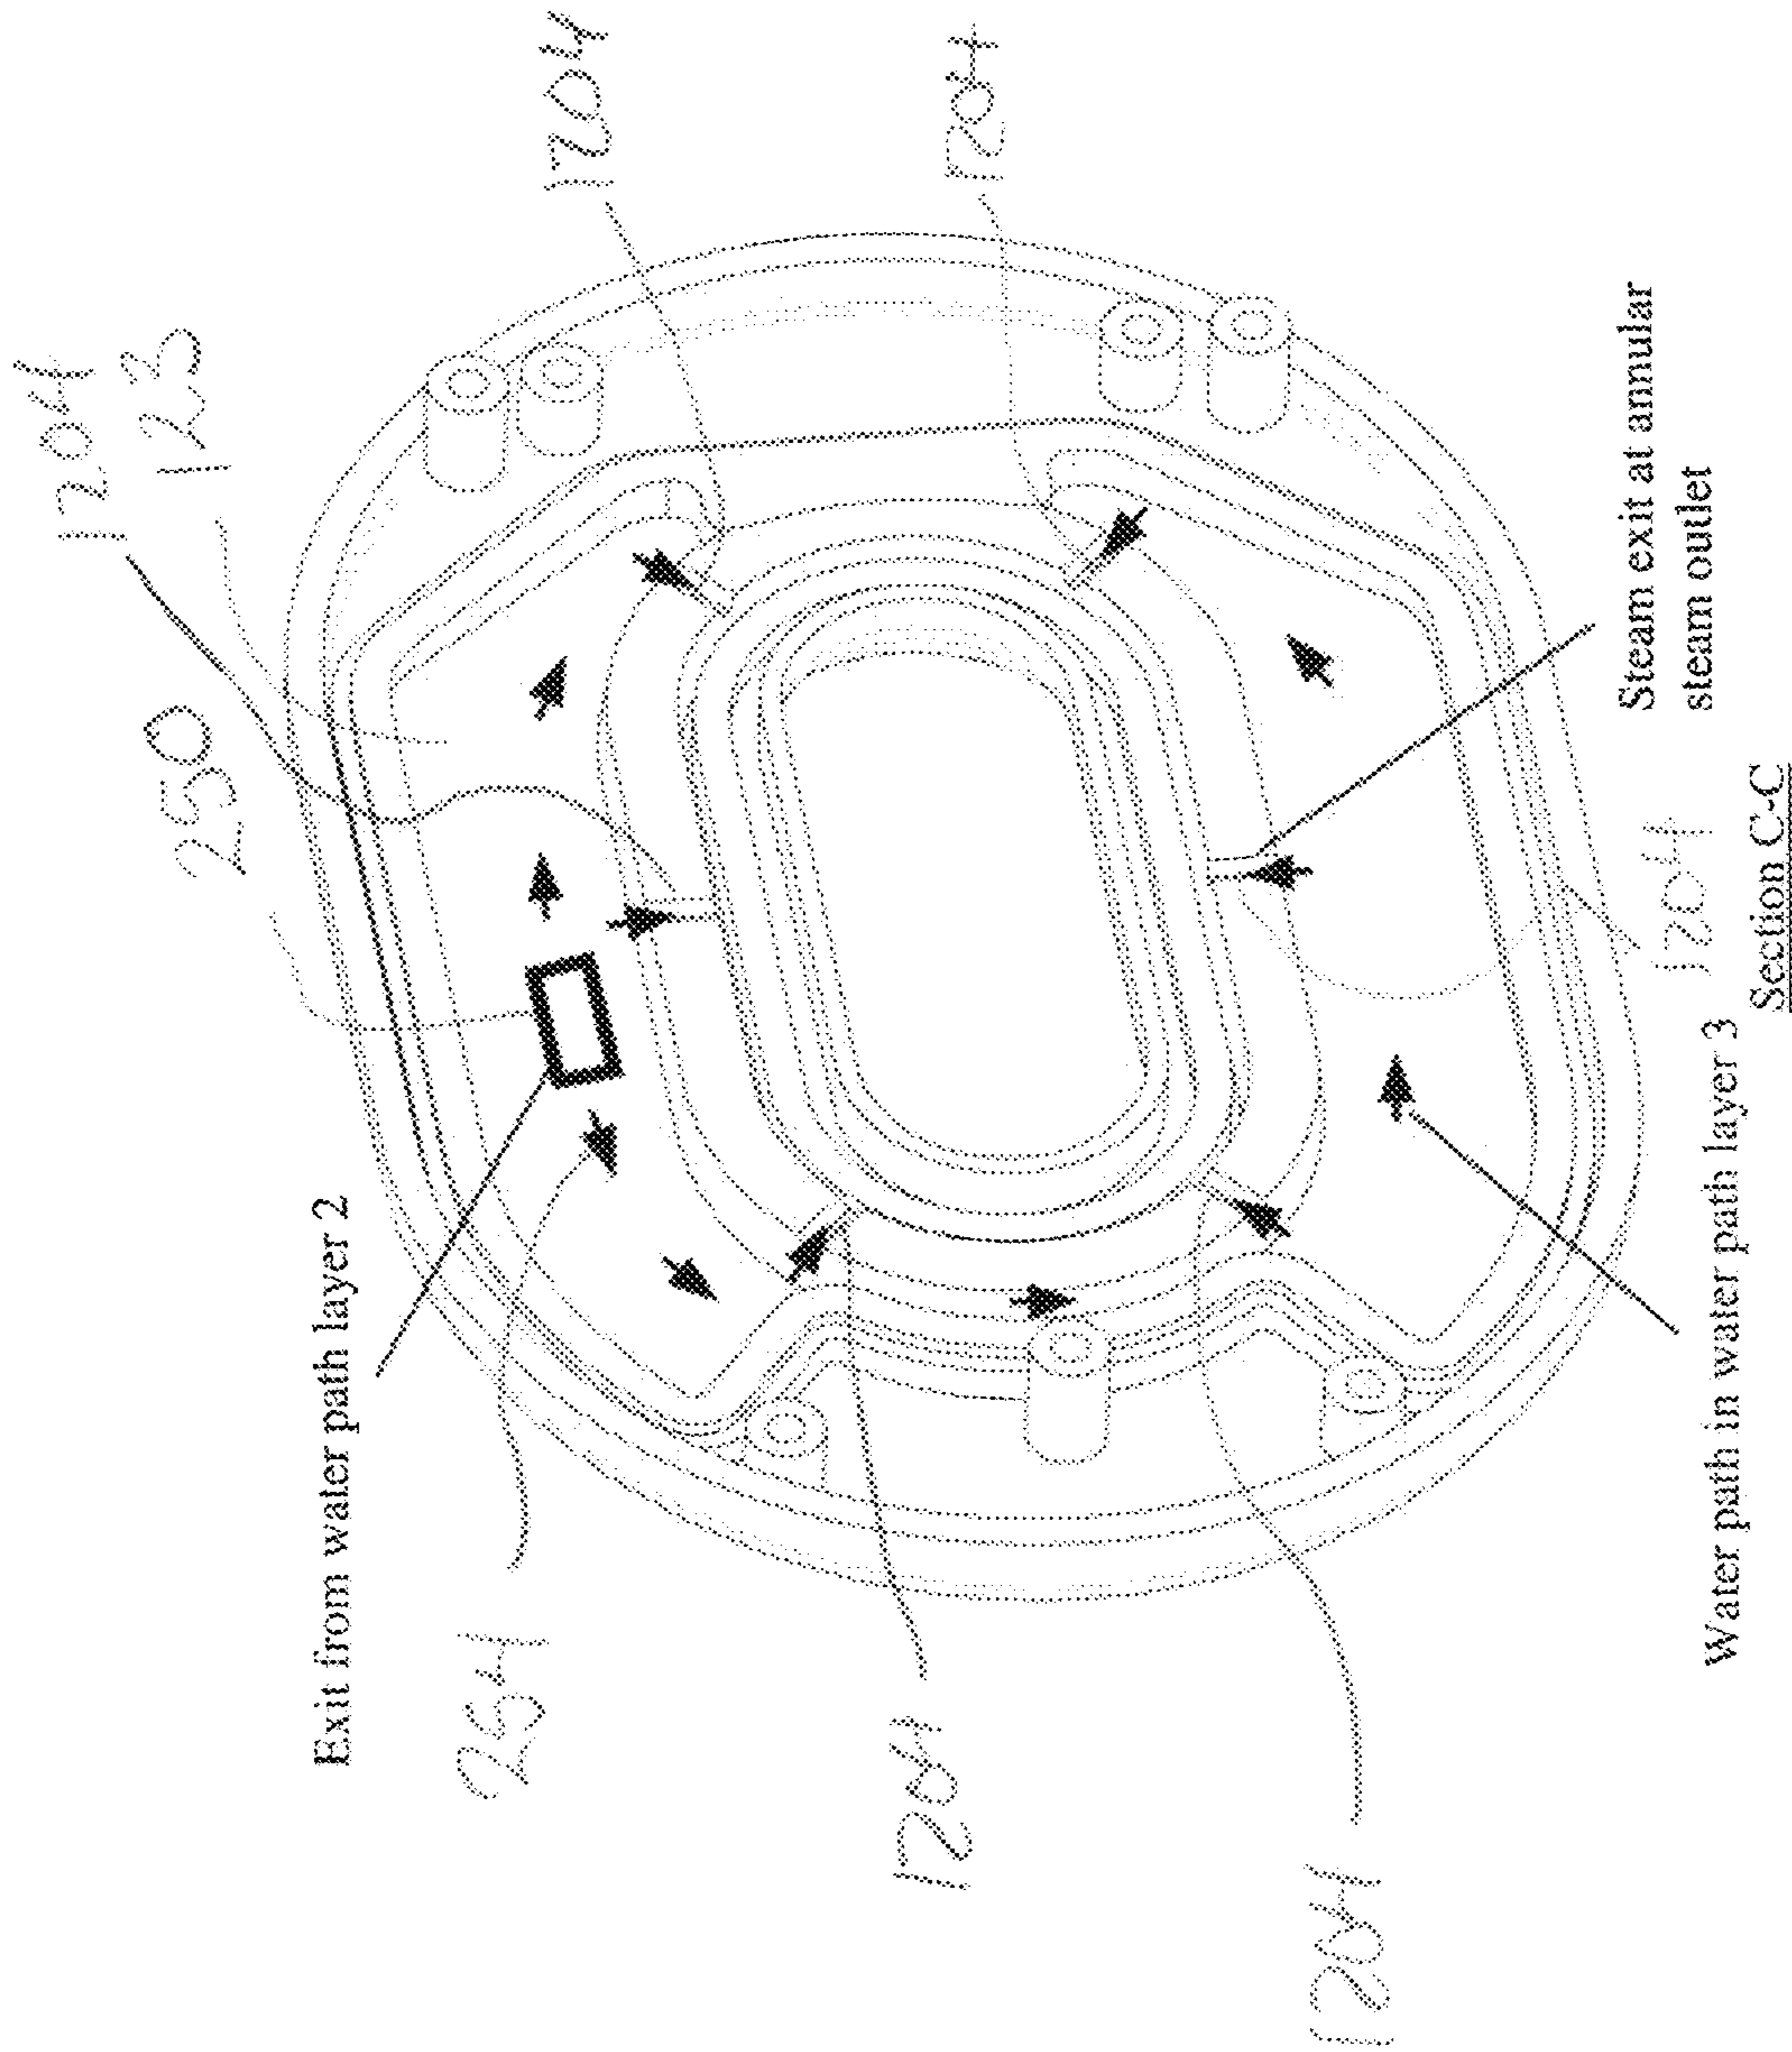 1204
123
250
1204
1204
Exit from water path layer 2
254
1204
1204
Steam exit at annular
steam outlet
1204
Water path in water path layer 3
Section C-C